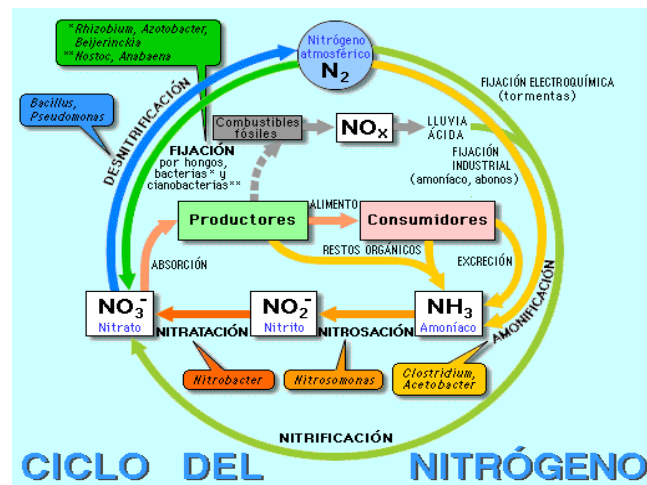 * Rhizobium, Azotobacter,
Beijerinckia
** Nostoc, Anabaena
Nitrógeno
atmosférico
N₂
FIJACIÓN ELECTROQUÍMICA
(tormentas)
Bacillus,
Pseudomonas
DESNITRIFICACIÓN
Combustibles
fósiles
NOx
LLUVIA
ÁCIDA
FIJACIÓN
por hongos,
bacterias* y
cianobacterias**
FIJACIÓN
INDUSTRIAL
(amoníaco, abonos)
Productores
ALIMENTO
Consumidores
ABSORCIÓN
RESTOS ORGÁNICOS
EXCRECIÓN
AMONIFICACIÓN
NO₃⁻
Nitrato
NITRATACIÓN
NO₂⁻
Nitrito
NITROSACIÓN
NH₃
Amoníaco
Nitrobacter
Nitrosomonas
Clostridium,
Acetobacter
NITRIFICACIÓN
CICLO DEL NITRÓGENO